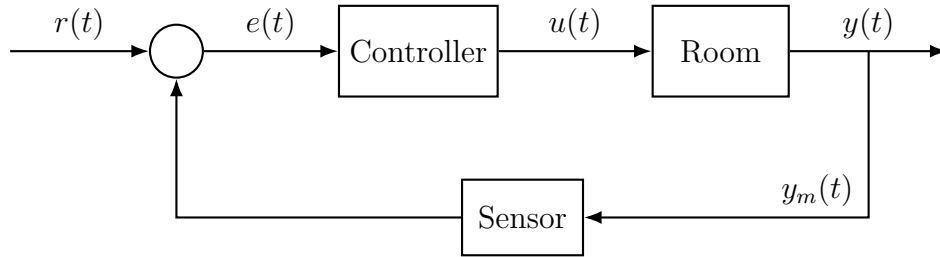 r(t)
e(t)
Controller
u(t)
Room
y(t)
y_m(t)
Sensor